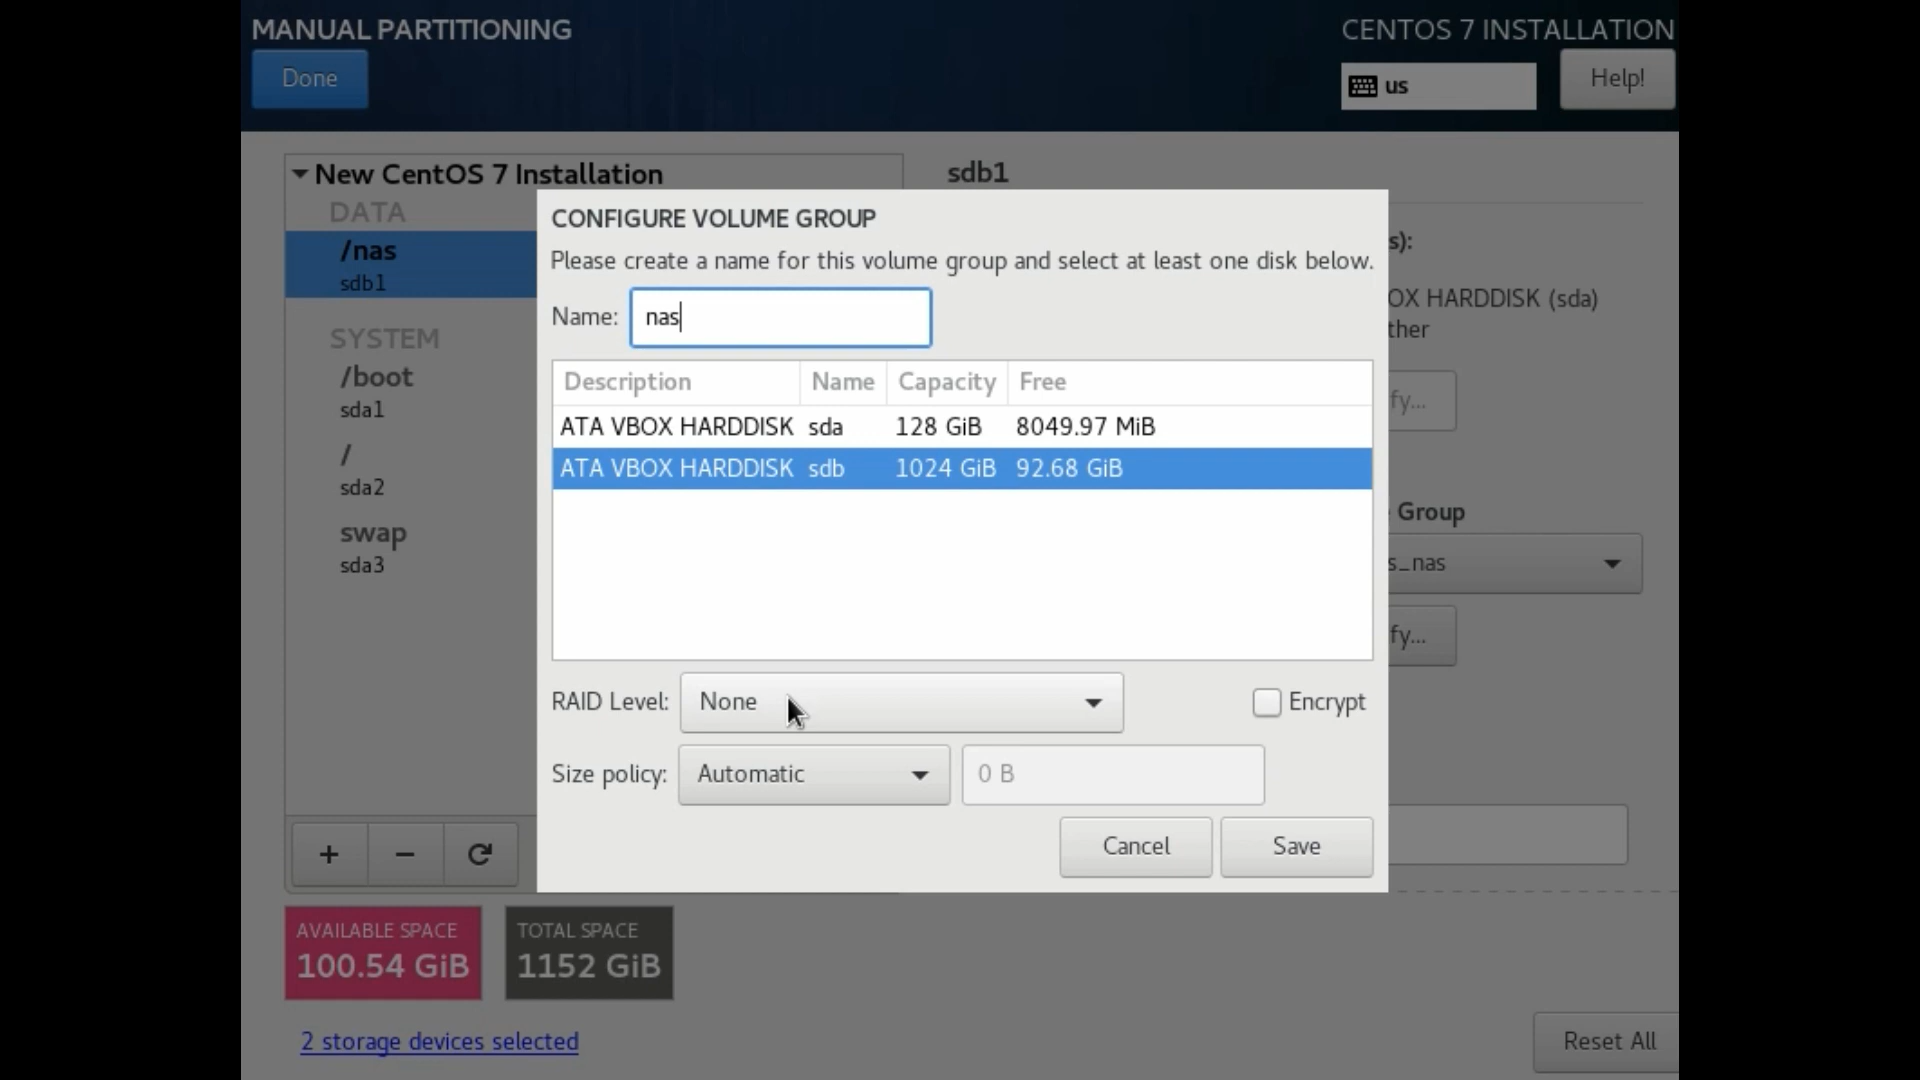 MANUAL PARTITIONING
CENTOS 7 INSTALLATION
Done
us
Help!
New CentOS 7 Installation
sdb1
DATA
/nas
sdb1
SYSTEM
/boot
sda1
/
sda2
swap
sda3
CONFIGURE VOLUME GROUP
Please create a name for this volume group and select at least one disk below.
Name: nas
Description Name Capacity Free
ATA VBOX HARDDISK sda 128 GiB 8049.97 MiB
ATA VBOX HARDDISK sdb 1024 GiB 92.68 GiB
RAID Level: None
Encrypt
Size policy: Automatic 0 B
Cancel Save
s):
OX HARDDISK (sda)
ther
fy...
Group
s_nas
fy...
+ −
AVAILABLE SPACE
100.54 GiB
TOTAL SPACE
1152 GiB
2 storage devices selected
Reset All